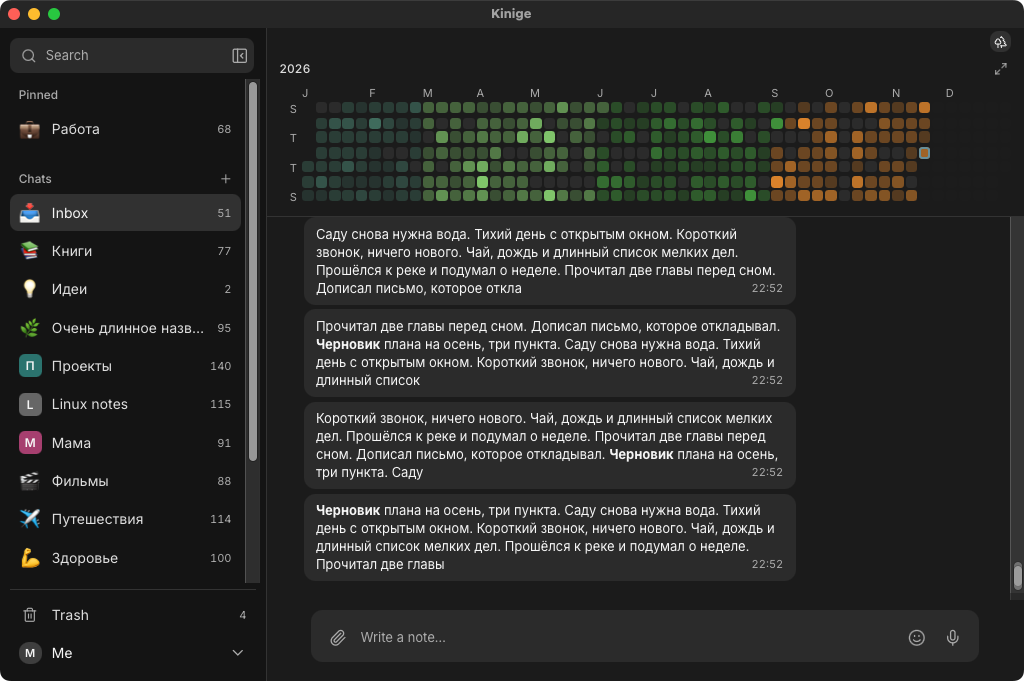 Kinige
Search
Pinned
Работа 68
Chats
Inbox 51
Книги 77
Идеи 2
Очень длинное назв... 95
П Проекты 140
L Linux notes 115
M Мама 91
Фильмы 88
Путешествия 114
Здоровье 100
Trash 4
M Me
2026
J F M A M J J A S O N D
S
T
T
S
Саду снова нужна вода. Тихий день с открытым окном. Короткий
звонок, ничего нового. Чай, дождь и длинный список мелких дел.
Прошёлся к реке и подумал о неделе. Прочитал две главы перед сном.
Дописал письмо, которое откла 22:52
Прочитал две главы перед сном. Дописал письмо, которое откладывал.
Черновик плана на осень, три пункта. Саду снова нужна вода. Тихий
день с открытым окном. Короткий звонок, ничего нового. Чай, дождь и
длинный список 22:52
Короткий звонок, ничего нового. Чай, дождь и длинный список мелких
дел. Прошёлся к реке и подумал о неделе. Прочитал две главы перед
сном. Дописал письмо, которое откладывал. Черновик плана на осень,
три пункта. Саду 22:52
Черновик плана на осень, три пункта. Саду снова нужна вода. Тихий
день с открытым окном. Короткий звонок, ничего нового. Чай, дождь и
длинный список мелких дел. Прошёлся к реке и подумал о неделе.
Прочитал две главы 22:52
Write a note...